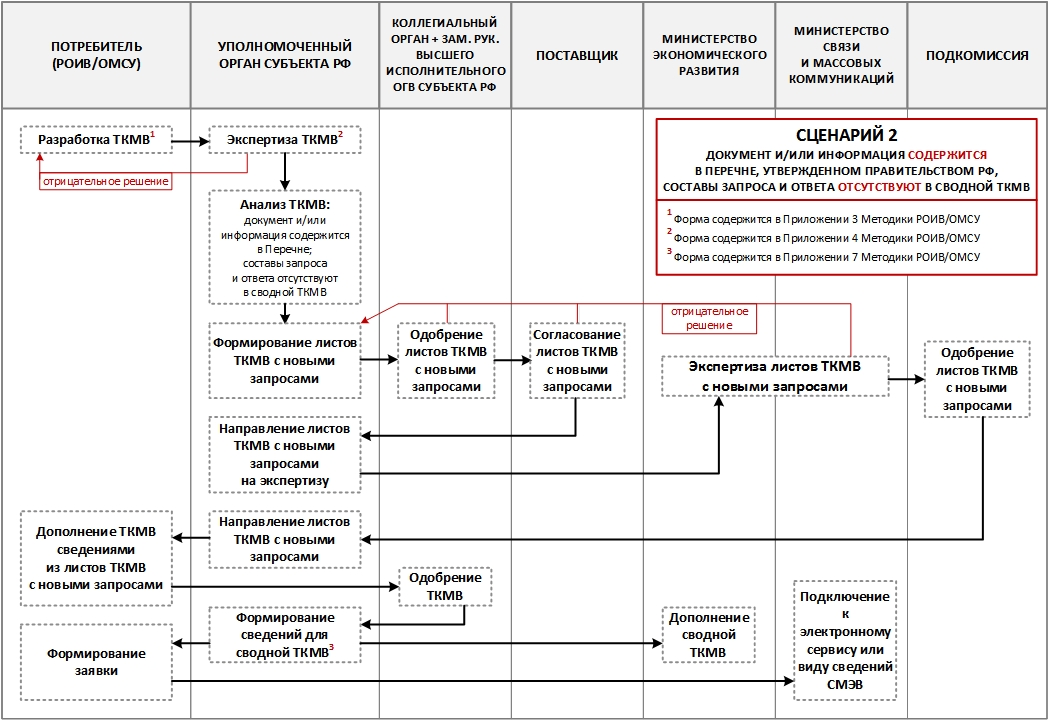 ПОТРЕБИТЕЛЬ
(РОИВ/ОМСУ)
УПОЛНОМОЧЕННЫЙ
ОРГАН СУБЪЕКТА РФ
КОЛЛЕГИАЛЬНЫЙ
ОРГАН + ЗАМ. РУК.
ВЫСШЕГО
ИСПОЛНИТЕЛЬНОГО
ОГВ СУБЪЕКТА РФ
ПОСТАВЩИК
МИНИСТЕРСТВО
ЭКОНОМИЧЕСКОГО
РАЗВИТИЯ
МИНИСТЕРСТВО
СВЯЗИ
И МАССОВЫХ
КОММУНИКАЦИЙ
ПОДКОМИССИЯ
Разработка ТКМВ1
Экспертиза ТКМВ2
отрицательное решение
СЦЕНАРИЙ 2
ДОКУМЕНТ И/ИЛИ ИНФОРМАЦИЯ СОДЕРЖИТСЯ
В ПЕРЕЧНЕ, УТВЕРЖДЕННОМ ПРАВИТЕЛЬСТВОМ РФ,
СОСТАВЫ ЗАПРОСА И ОТВЕТА ОТСУТСТВУЮТ В СВОДНОЙ ТКМВ
1 Форма содержится в Приложении 3 Методики РОИВ/ОМСУ
2 Форма содержится в Приложении 4 Методики РОИВ/ОМСУ
3 Форма содержится в Приложении 7 Методики РОИВ/ОМСУ
Анализ ТКМВ:
документ и/или
информация содержится
в Перечне;
составы запроса
и ответа отсутствуют
в сводной ТКМВ
отрицательное
решение
Формирование листов
ТКМВ с новыми
запросами
Одобрение
листов ТКМВ
с новыми
запросами
Согласование
листов ТКМВ
с новыми
запросами
Экспертиза листов ТКМВ
с новыми запросами
Одобрение
листов ТКМВ
с новыми
запросами
Направление листов
ТКМВ с новыми
запросами
на экспертизу
Дополнение ТКМВ
сведениями
из листов ТКМВ
с новыми запросами
Направление листов
ТКМВ с новыми
запросами
Одобрение
ТКМВ
Формирование
сведений для
сводной ТКМВ3
Дополнение
сводной
ТКМВ
Подключение
к
электронному
сервису или
виду сведений
СМЭВ
Формирование
заявки